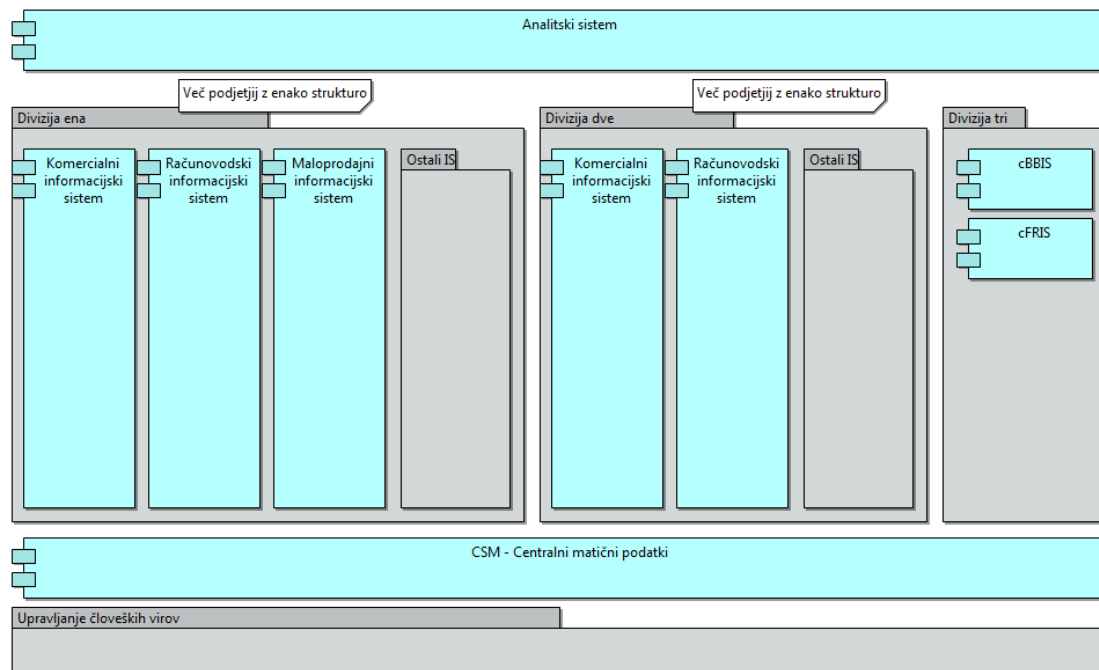 Analitski sistem
Več podjetjij z enako strukturo
Več podjetjij z enako strukturo
Divizija ena
Komercialni
informacijski
sistem
Računovodski
informacijski
sistem
Maloprodajni
informacijski
sistem
Ostali IS
Divizija dve
Komercialni
informacijski
sistem
Računovodski
informacijski
sistem
Ostali IS
Divizija tri
cBBIS
cFRIS
CSM - Centralni matični podatki
Upravljanje človeških virov